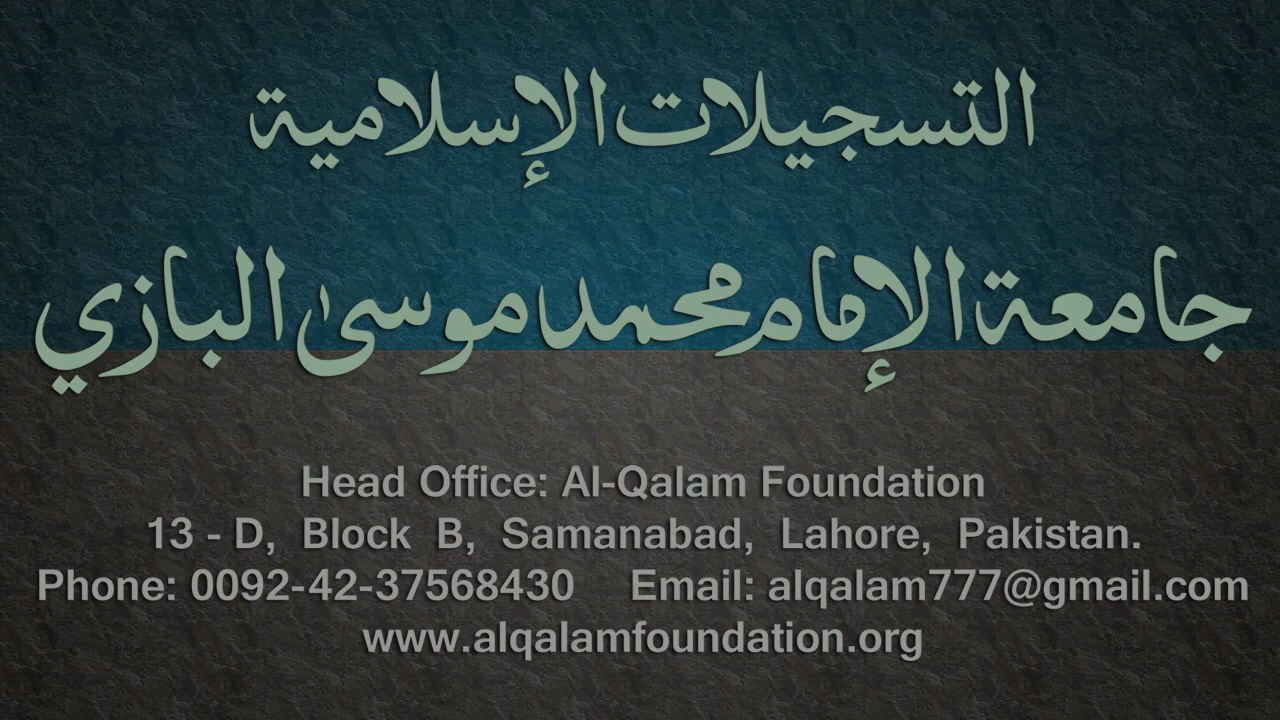 التسجيلات الإسلامية
جامعة الإمام محمد موسىٰ البازي
Head Office: Al-Qalam Foundation
13 - D, Block B, Samanabad, Lahore, Pakistan.
Phone: 0092-42-37568430 Email: alqalam777@gmail.com
www.alqalamfoundation.org